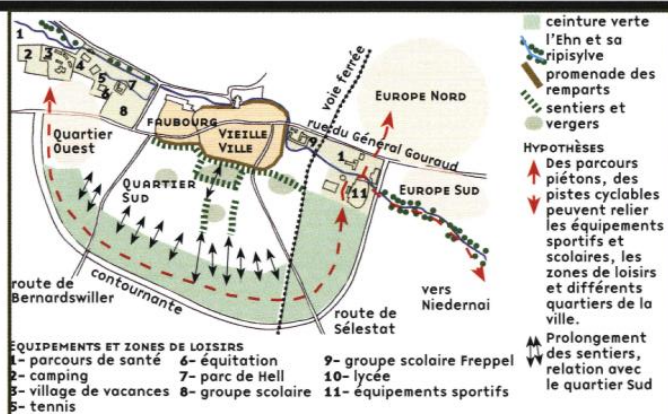 1
2
3
4
5
6
7
8
FAUBOURG
VIEILLE
VILLE
voie ferrée
EUROPE NORD
rue du Général Gouraud
9
1
11
EUROPE SUD
Quartier
Ouest
QUARTIER
SUD
route de
Bernardswiller
contournante
route de
Sélestat
vers
Niedernai
ceinture verte
l'Ehn et sa
ripisylve
promenade des
remparts
sentiers et
vergers
HYPOTHÈSES
Des parcours
piétons, des
pistes cyclables
peuvent relier
les équipements
sportifs et
scolaires, les
zones de loisirs
et différents
quartiers de la
ville.
Prolongement
des sentiers,
relation avec
le quartier Sud
ÉQUIPEMENTS ET ZONES DE LOISIRS
1- parcours de santé
2- camping
3- village de vacances
5- tennis
6- équitation
7- parc de Hell
8- groupe scolaire
9- groupe scolaire Freppel
10- lycée
11- équipements sportifs